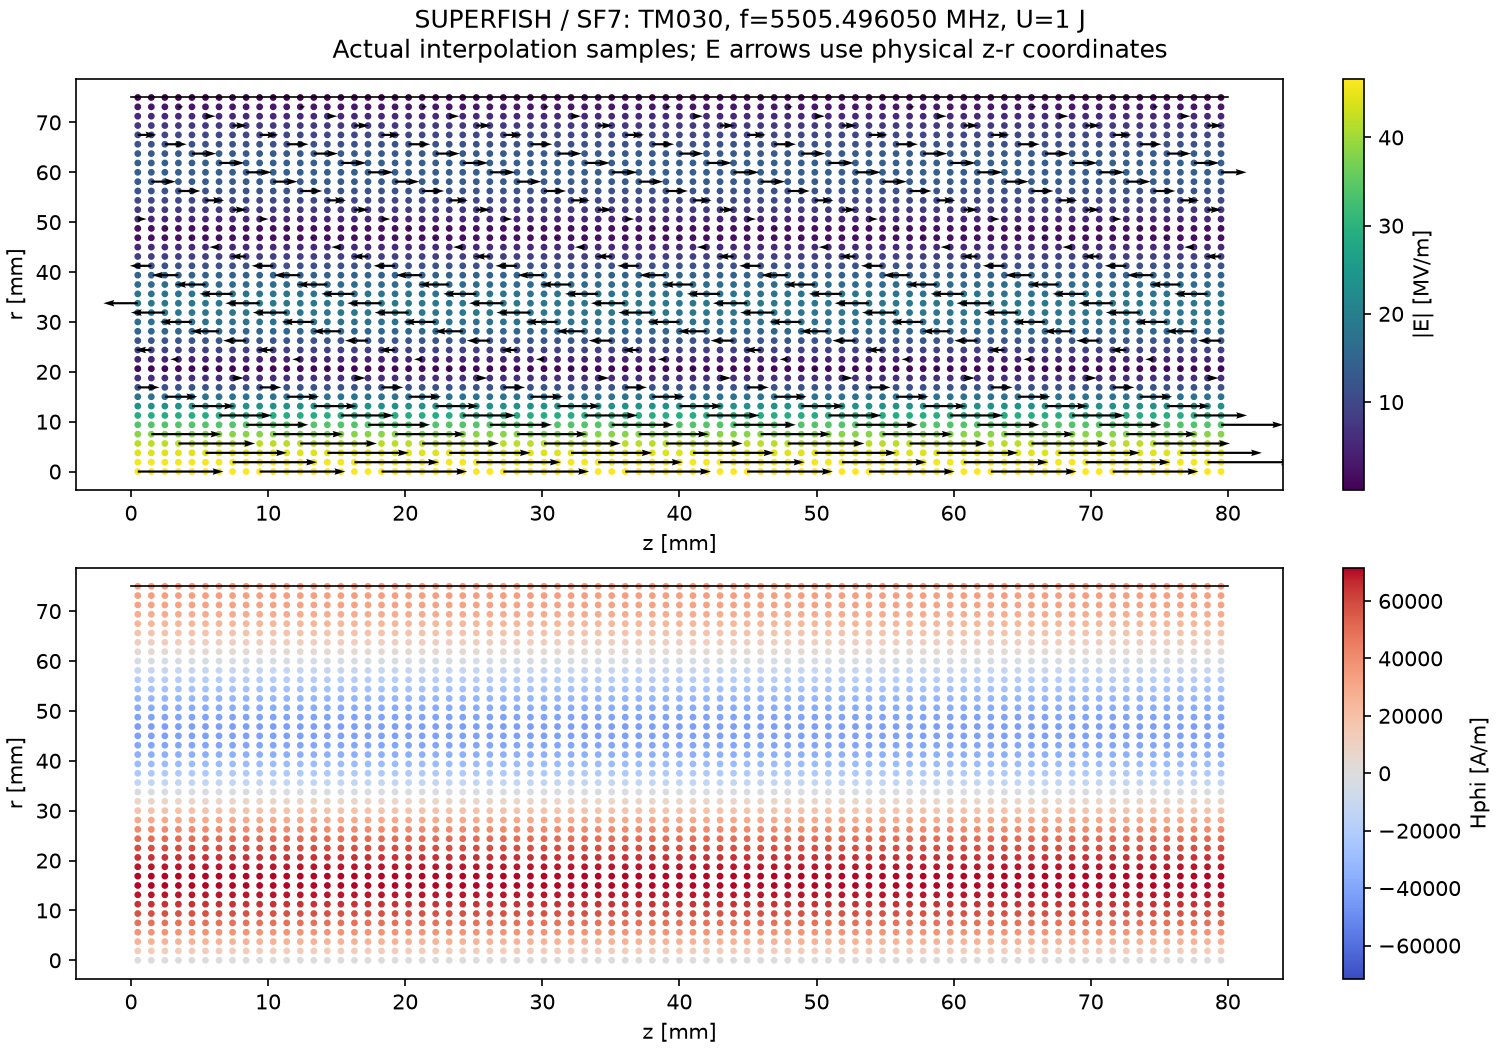 SUPERFISH / SF7: TM030, f=5505.496050 MHz, U=1 J
Actual interpolation samples; E arrows use physical z-r coordinates
r [mm]
70
60
50
40
30
20
10
0
0 10 20 30 40 50 60 70 80
z [mm]
40
30
20
10
|E| [MV/m]
r [mm]
70
60
50
40
30
20
10
0
0 10 20 30 40 50 60 70 80
z [mm]
60000
40000
20000
0
−20000
−40000
−60000
Hphi [A/m]